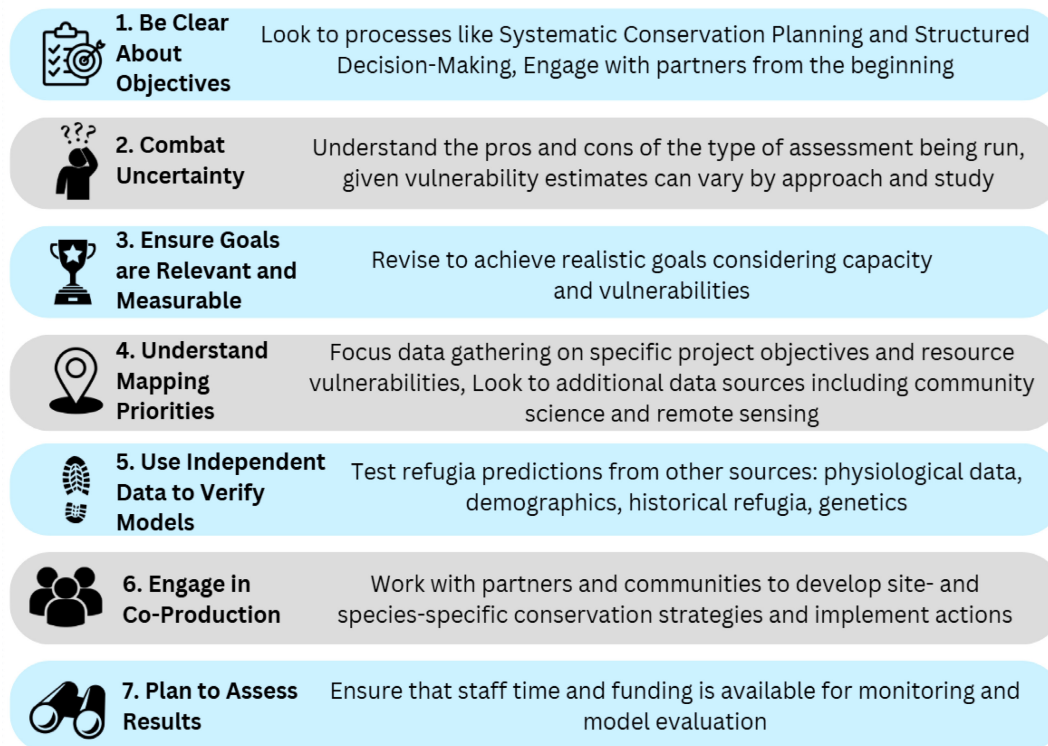 1. Be Clear
About
Objectives
Look to processes like Systematic Conservation Planning and Structured
Decision-Making, Engage with partners from the beginning
???
2. Combat
Uncertainty
Understand the pros and cons of the type of assessment being run,
given vulnerability estimates can vary by approach and study
3. Ensure Goals
are Relevant and
Measurable
Revise to achieve realistic goals considering capacity
and vulnerabilities
4. Understand
Mapping
Priorities
Focus data gathering on specific project objectives and resource
vulnerabilities, Look to additional data sources including community
science and remote sensing
5. Use Independent
Data to Verify
Models
Test refugia predictions from other sources: physiological data,
demographics, historical refugia, genetics
6. Engage in
Co-Production
Work with partners and communities to develop site- and
species-specific conservation strategies and implement actions
7. Plan to Assess
Results
Ensure that staff time and funding is available for monitoring and
model evaluation